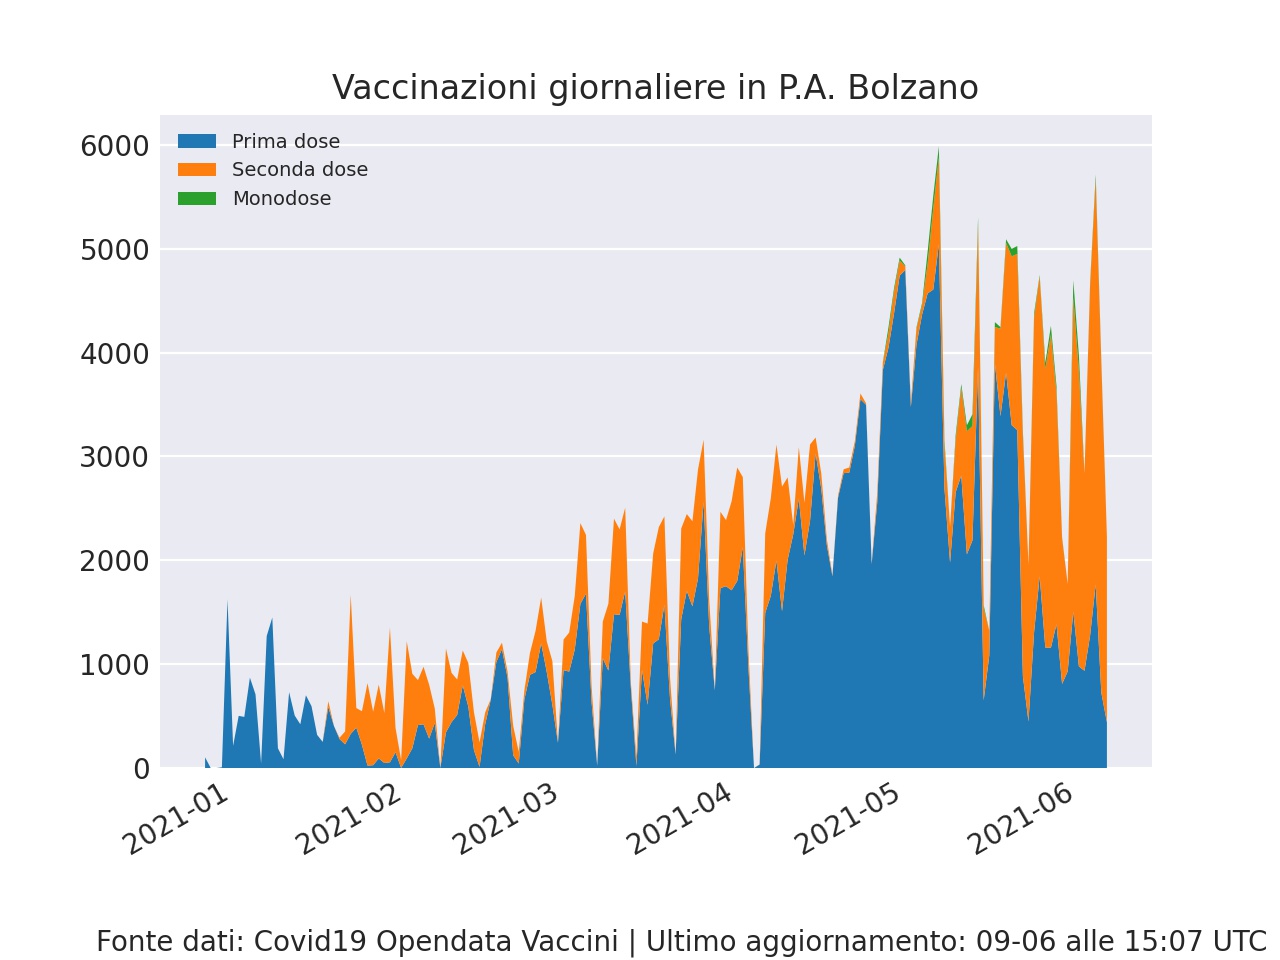 Vaccinazioni giornaliere in P.A. Bolzano
Prima dose
Seconda dose
Monodose
6000
5000
4000
3000
2000
1000
0
2021-01
2021-02
2021-03
2021-04
2021-05
2021-06
Fonte dati: Covid19 Opendata Vaccini | Ultimo aggiornamento: 09-06 alle 15:07 UTC